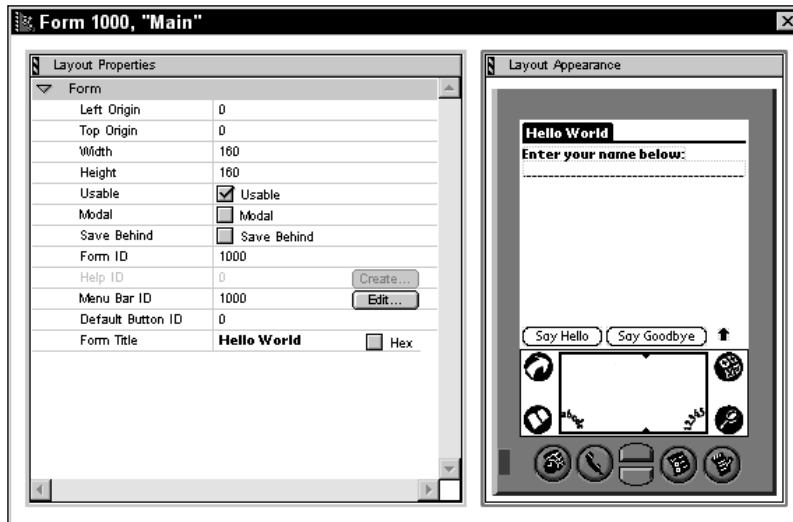 Form 1000, "Main"
Layout Properties
Form
Left Origin 0
Top Origin 0
Width 160
Height 160
Usable Usable
Modal Modal
Save Behind Save Behind
Form ID 1000
Help ID 0 Create...
Menu Bar ID 1000 Edit...
Default Button ID 0
Form Title Hello World Hex
Layout Appearance
Hello World
Enter your name below:
Say Hello Say Goodbye